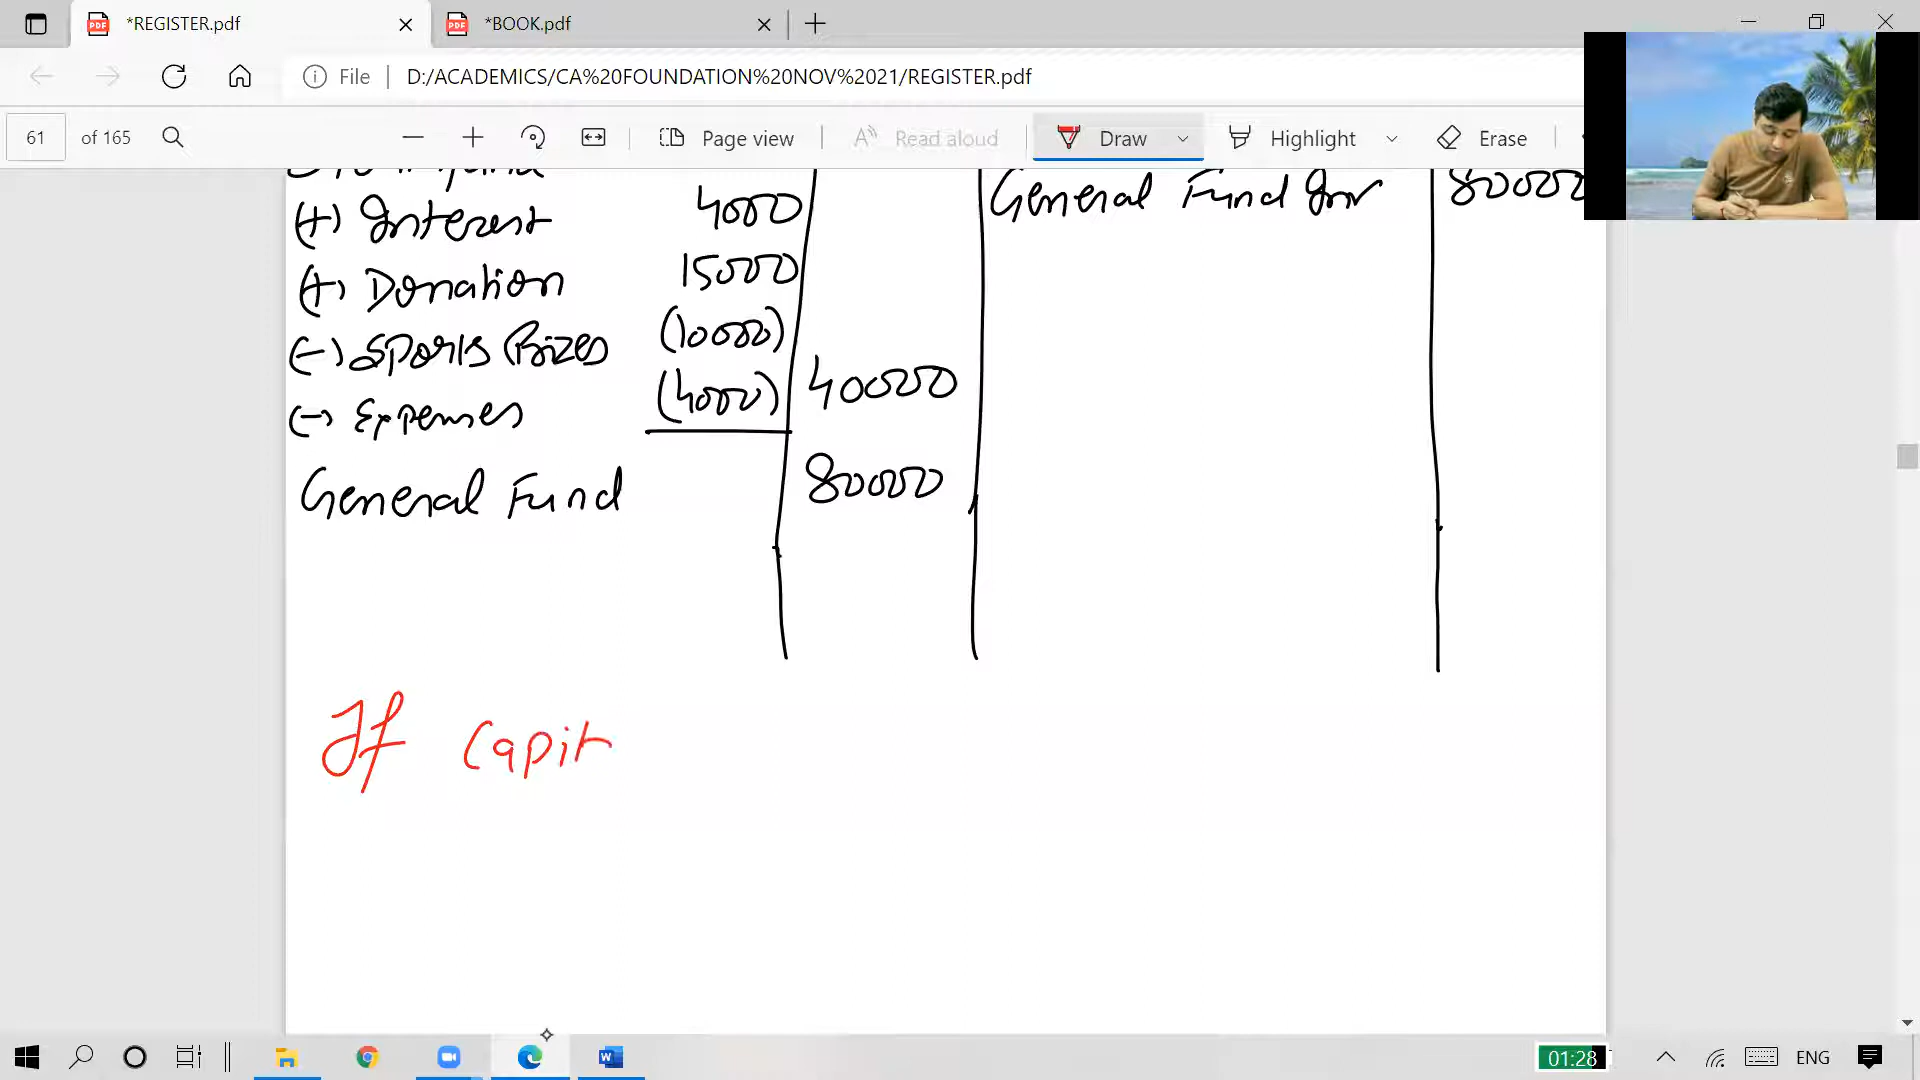 *REGISTER.pdf
*BOOK.pdf
File
D:/ACADEMICS/CA%20FOUNDATION%20NOV%2021/REGISTER.pdf
61 of 165
Page view
Read aloud
Draw
Highlight
Erase
General Fund Inv 80000
(+) Interest 4000
(+) Donation 15000
(-) Sports Prizes (10000)
(-) Expenses (4000) 40000
General Fund 80000
If Capit
01:28
ENG